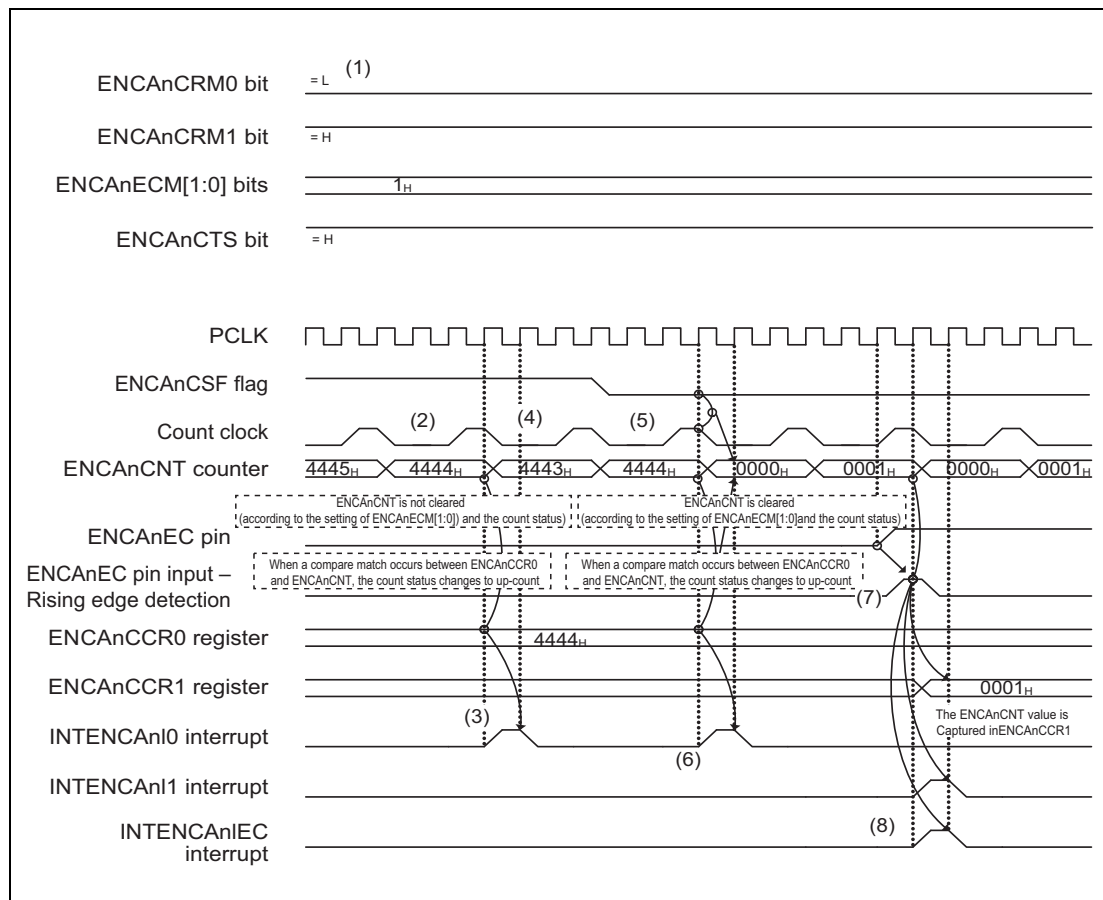 ENCAnCRM0 bit
= L
(1)
ENCAnCRM1 bit
= H
ENCAnECM[1:0] bits
1H
ENCAnCTS bit
= H
PCLK
ENCAnCSF flag
Count clock
(2)
(4)
(5)
ENCAnCNT counter
4445H 4444H 4443H 4444H 0000H 0001H 0000H 0001H
ENCAnCNT is not cleared
(according to the setting of ENCAnECM[1:0]) and the count status)
ENCAnCNT is cleared
(according to the setting of ENCAnECM[1:0]and the count status)
ENCAnEC pin
When a compare match occurs between ENCAnCCR0
and ENCAnCNT, the count status changes to up-count
When a compare match occurs between ENCAnCCR0
and ENCAnCNT, the count status changes to up-count
ENCAnEC pin input –
Rising edge detection
(7)
ENCAnCCR0 register
4444H
ENCAnCCR1 register
0001H
The ENCAnCNT value is
Captured inENCAnCCR1
INTENCAnI0 interrupt
(3)
(6)
INTENCAnI1 interrupt
INTENCAnIEC
interrupt
(8)